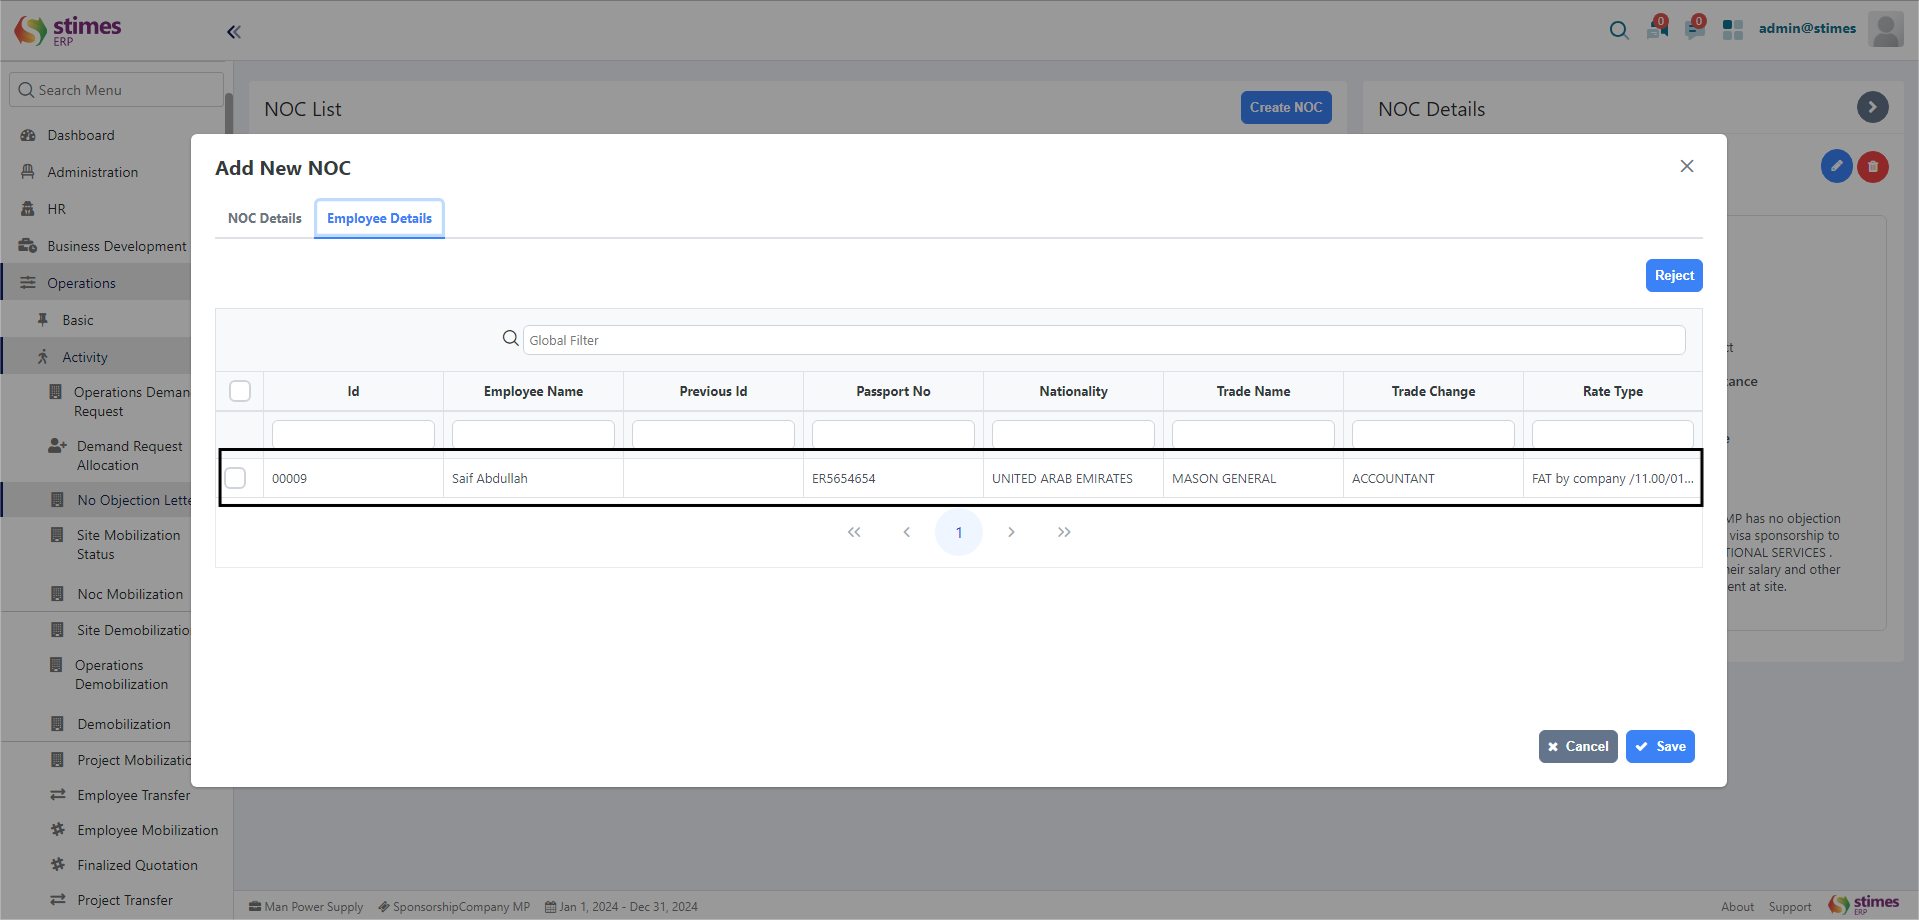 stimes
ERP
0
0
admin@stimes
Search Menu
NOC List
Create NOC
NOC Details
Dashboard
Administration
HR
Business Development
Operations
Basic
Activity
Operations Deman
Request
Demand Request
Allocation
No Objection Lette
Site Mobilization
Status
Noc Mobilization
Site Demobilizatio
Operations
Demobilization
Demobilization
Project Mobilizatio
Employee Transfer
Employee Mobilization
Finalized Quotation
Project Transfer
Add New NOC
NOC Details
Employee Details
Reject
Global Filter
Id Employee Name Previous Id Passport No Nationality Trade Name Trade Change Rate Type
00009 Saif Abdullah ER5654654 UNITED ARAB EMIRATES MASON GENERAL ACCOUNTANT FAT by company /11.00/01...
1
Cancel
Save
ct
tance
e
MP has no objection
visa sponsorship to
TIONAL SERVICES .
heir salary and other
ent at site.
Man Power Supply
SponsorshipCompany MP
Jan 1, 2024 - Dec 31, 2024
About
Support
stimes
ERP